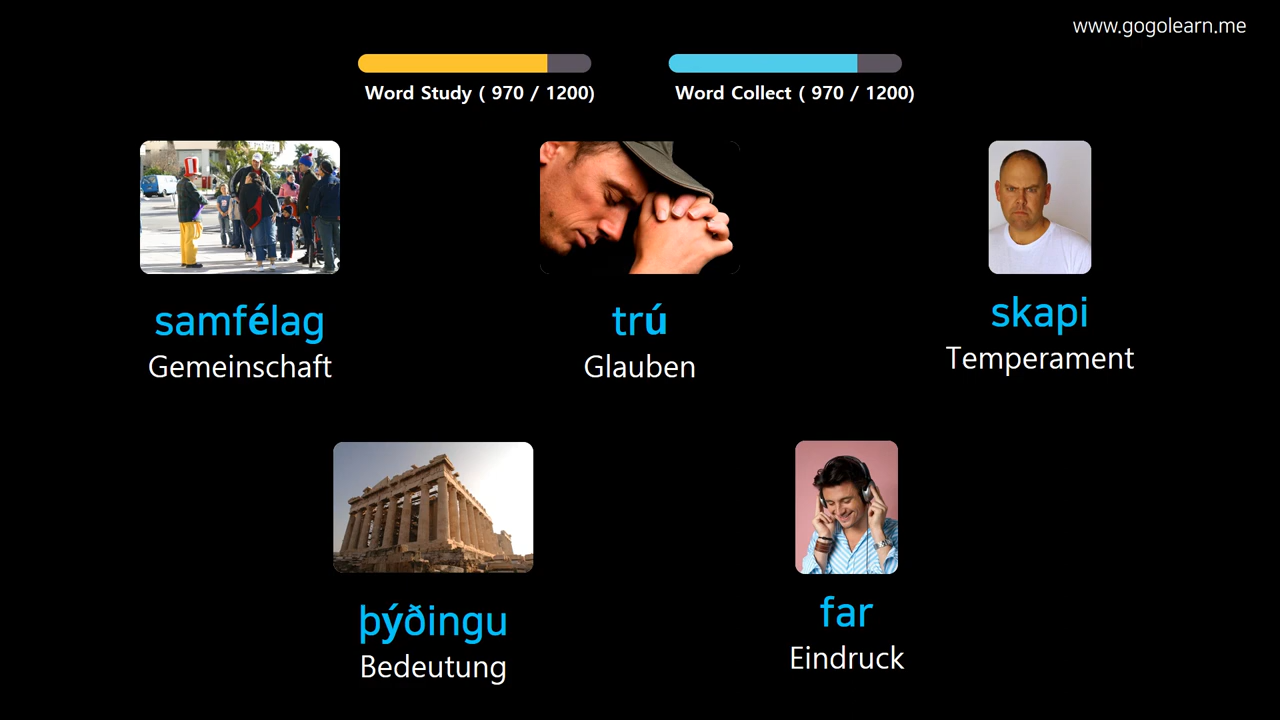 www.gogolearn.me
Word Study ( 970 / 1200)
Word Collect ( 970 / 1200)
samfélag
Gemeinschaft
trú
Glauben
skapi
Temperament
þýðingu
Bedeutung
far
Eindruck